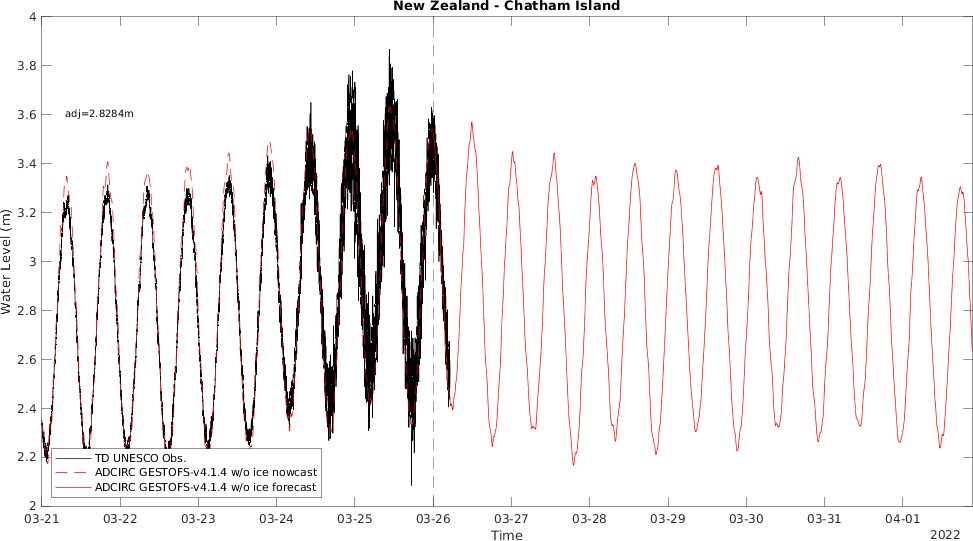 New Zealand - Chatham Island
4
3.8
3.6
3.4
3.2
3
2.8
2.6
2.4
2.2
2
Water Level (m)
adj=2.8284m
TD UNESCO Obs.
ADCIRC GESTOFS-v4.1.4 w/o ice nowcast
ADCIRC GESTOFS-v4.1.4 w/o ice forecast
03-21 03-22 03-23 03-24 03-25 03-26 03-27 03-28 03-29 03-30 03-31 04-01
Time
2022